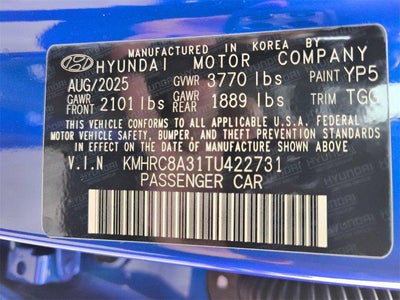 MANUFACTURED IN KOREA BY
HYUNDAI MOTOR COMPANY
AUG/2025 GVWR 3770 lbs PAINT YP5
GAWR FRONT 2101 lbs GAWR REAR 1889 lbs TRIM TGG
THIS VEHICLE CONFORMS TO ALL APPLICABLE U.S.A. FEDERAL
MOTOR VEHICLE SAFETY, BUMPER, AND THEFT PREVENTION STANDARDS
IN EFFECT ON THE DATE OF MANUFACTURE SHOWN ABOVE.
V.I.N KMHRC8A31TU422731
PASSENGER CAR